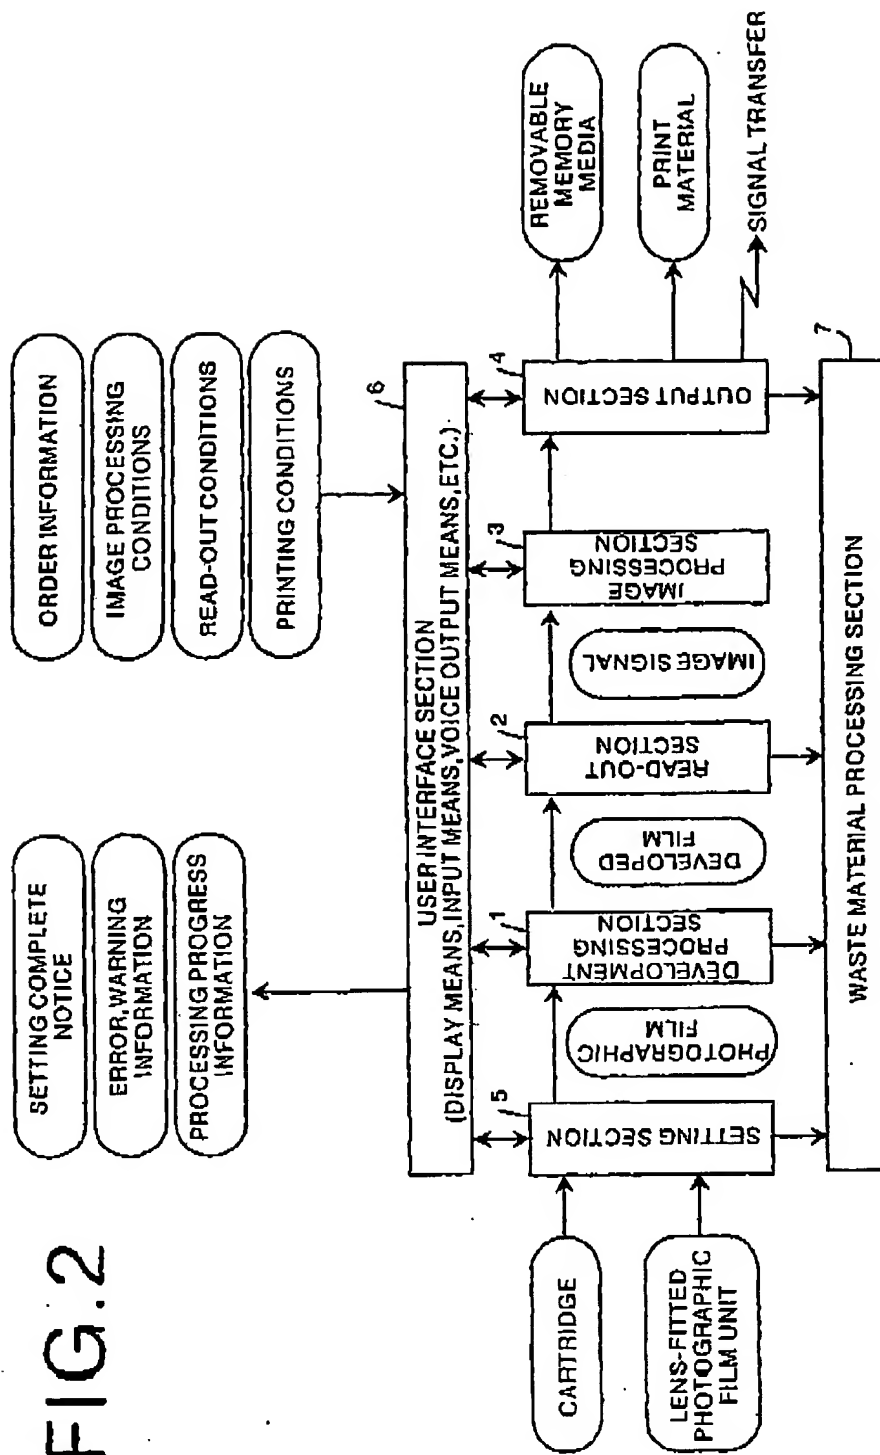 FIG.2
SETTING COMPLETE
NOTICE
ERROR,WARNING
INFORMATION
PROCESSING PROGRESS
INFORMATION
ORDER INFORMATION
IMAGE PROCESSING
CONDITIONS
READ-OUT CONDITIONS
PRINTING CONDITIONS
6
USER INTERFACE SECTION
(DISPLAY MEANS,INPUT MEANS,VOICE OUTPUT MEANS,ETC.)
CARTRIDGE
LENS-FITTED
PHOTOGRAPHIC
FILM UNIT
5
SETTING SECTION
PHOTOGRAPHIC
FILM
1
DEVELOPMENT
PROCESSING
SECTION
DEVELOPED
FILM
2
READ-OUT
SECTION
IMAGE SIGNAL
3
IMAGE
PROCESSING
SECTION
4
OUTPUT SECTION
REMOVABLE
MEMORY
MEDIA
PRINT
MATERIAL
SIGNAL TRANSFER
7
WASTE MATERIAL PROCESSING SECTION